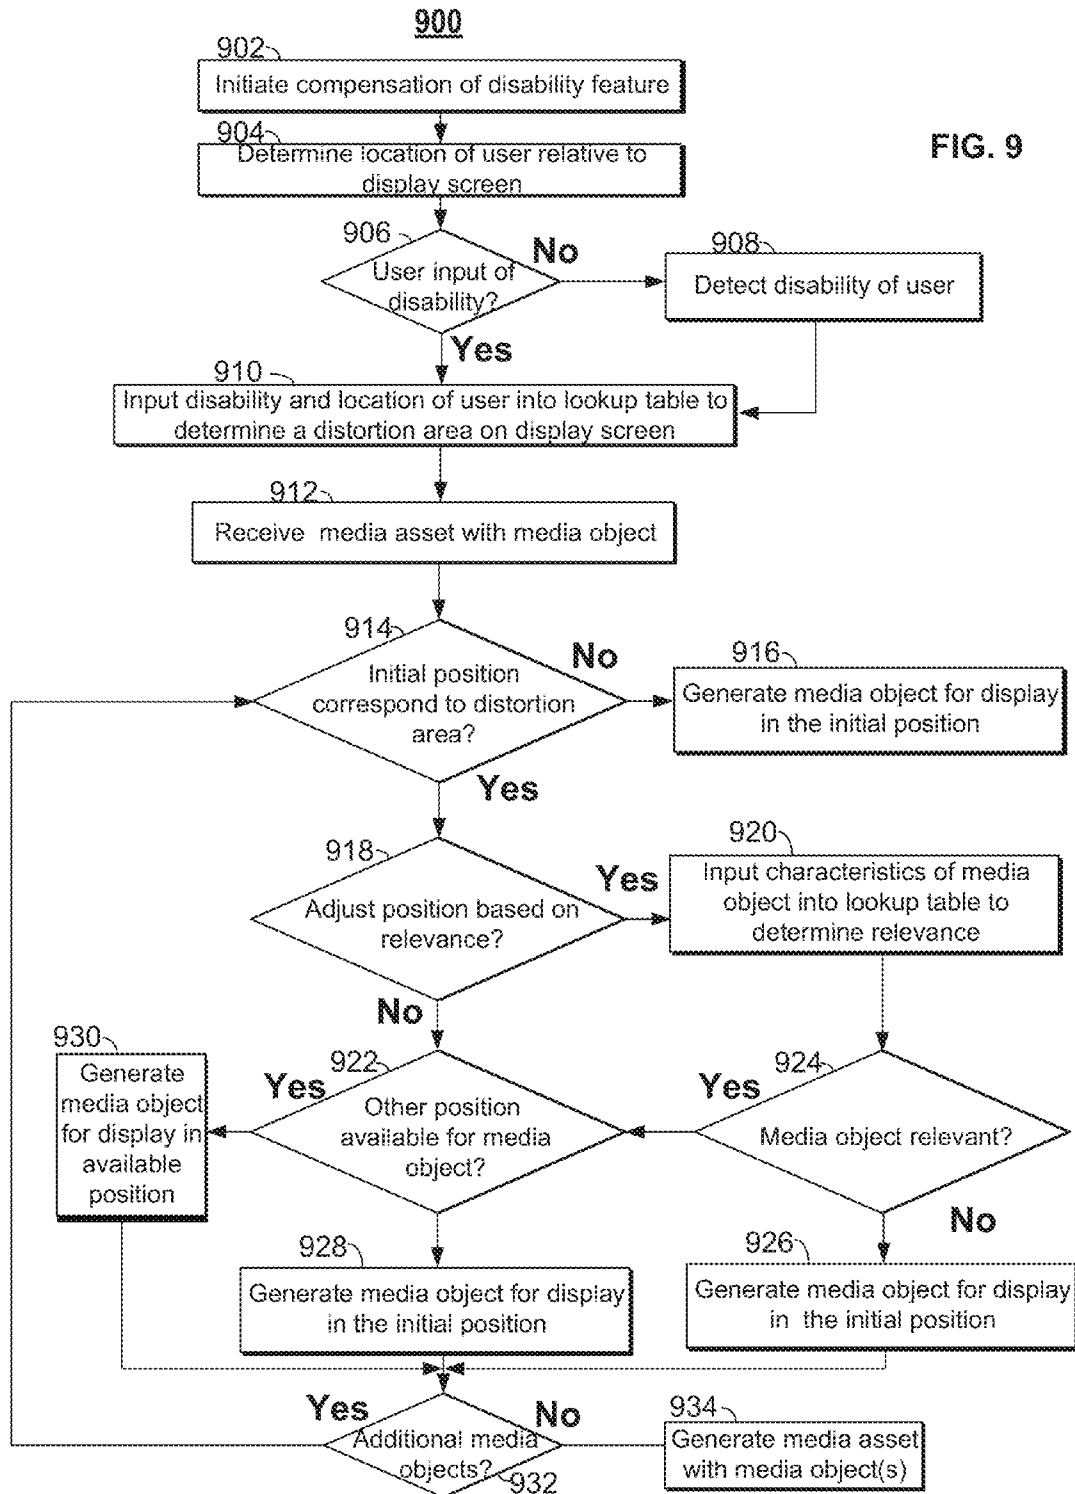 900
902
Initiate compensation of disability feature
904
Determine location of user relative to
display screen
FIG. 9
906
User input of
disability?
No
908
Detect disability of user
Yes
910
Input disability and location of user into lookup table to
determine a distortion area on display screen
912
Receive media asset with media object
914
Initial position
correspond to distortion
area?
No
916
Generate media object for display
in the initial position
Yes
918
Adjust position based on
relevance?
Yes
920
Input characteristics of media
object into lookup table to
determine relevance
No
930
Generate
media object
for display in
available
position
Yes
922
Other position
available for media
object?
Yes
924
Media object relevant?
No
928
Generate media object for display
in the initial position
926
Generate media object for display
in the initial position
Yes
Additional media
objects?
932
No
934
Generate media asset
with media object(s)